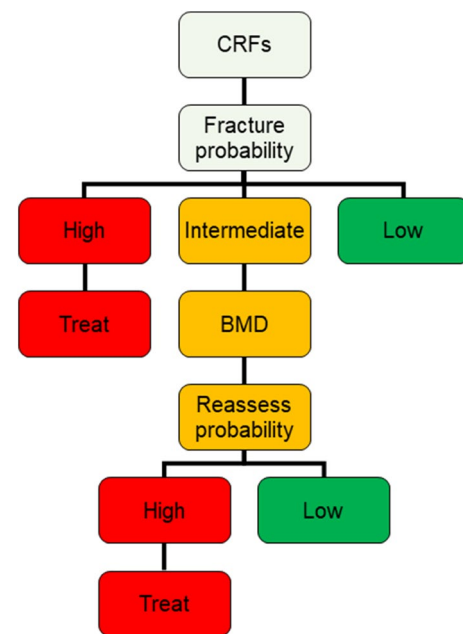 CRFs
Fracture
probability
High
Intermediate
Low
Treat
BMD
Reassess
probability
High
Low
Treat